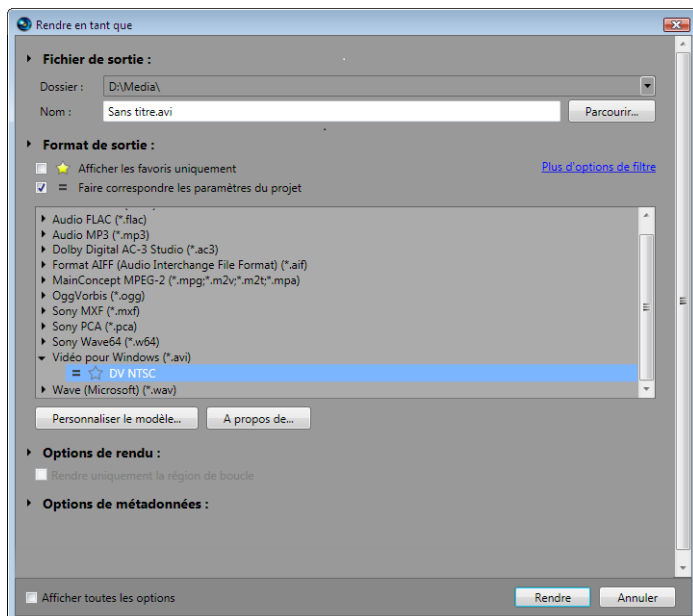 Rendre en tant que
Fichier de sortie :
Dossier : D:\Media\
Nom : Sans titre.avi Parcourir...
Format de sortie :
Afficher les favoris uniquement Plus d'options de filtre
= Faire correspondre les paramètres du projet
Audio FLAC (*.flac)
Audio MP3 (*.mp3)
Dolby Digital AC-3 Studio (*.ac3)
Format AIFF (Audio Interchange File Format) (*.aif)
MainConcept MPEG-2 (*.mpg;*.m2v;*.m2t;*.mpa)
OggVorbis (*.ogg)
Sony MXF (*.mxf)
Sony PCA (*.pca)
Sony Wave64 (*.w64)
Vidéo pour Windows (*.avi)
= DV NTSC
Wave (Microsoft) (*.wav)
Personnaliser le modèle... A propos de...
Options de rendu :
Rendre uniquement la région de boucle
Options de métadonnées :
Afficher toutes les options Rendre Annuler